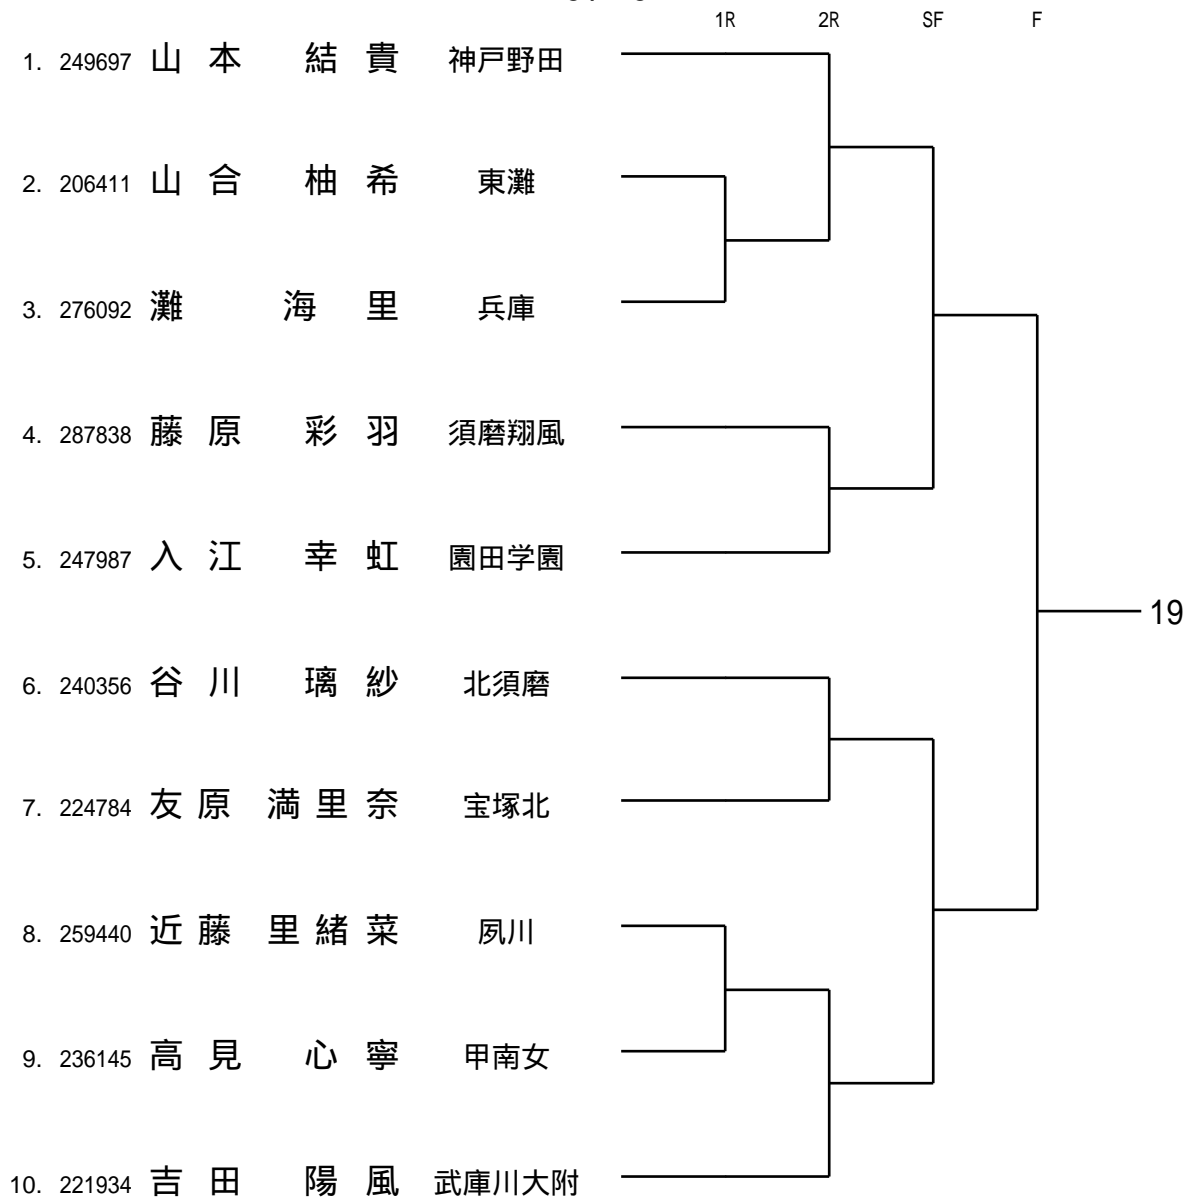 1R 2R SF F
1. 249697 山本 結貴 神戸野田
2. 206411 山合 柚希 東灘
3. 276092 灘 海里 兵庫
4. 287838 藤原 彩羽 須磨翔風
5. 247987 入江 幸虹 園田学園
19
6. 240356 谷川 璃紗 北須磨
7. 224784 友原 満里奈 宝塚北
8. 259440 近藤 里緒菜 夙川
9. 236145 高見 心寧 甲南女
10. 221934 吉田 陽風 武庫川大附